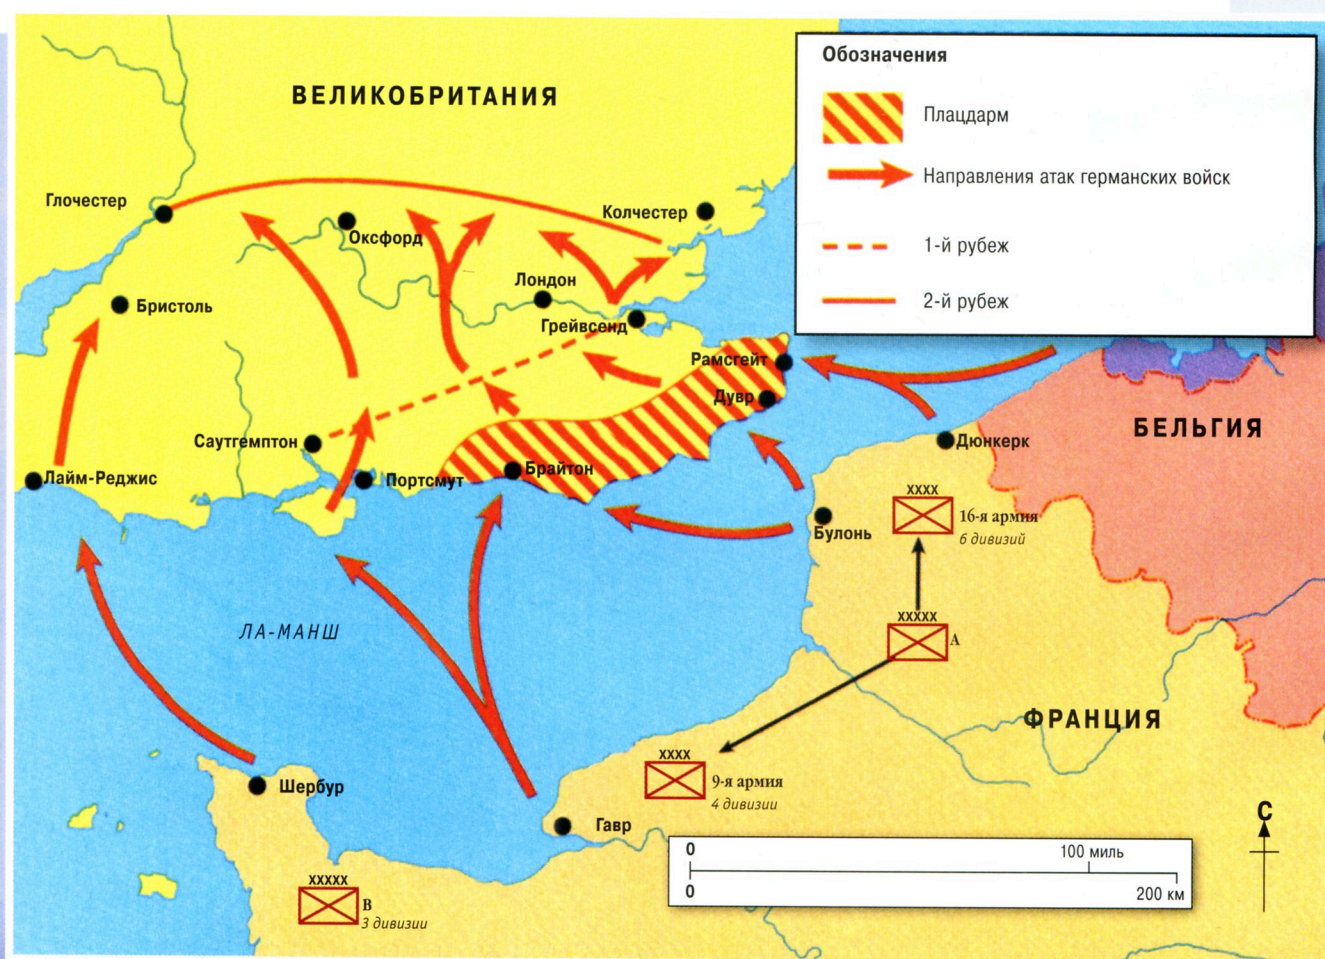 Обозначения
Плацдарм
Направления атак германских войск
1-й рубеж
2-й рубеж
ВЕЛИКОБРИТАНИЯ
Глочестер
Колчестер
Оксфорд
Лондон
Бристоль
Грейвсенд
Рамсгейт
Дувр
БЕЛЬГИЯ
Саутгемптон
Дюнкерк
Лайм-Реджис
Портсмут
Брайтон
XXXX
16-я армия
6 дивизий
Булонь
XXXXX
A
ЛА-МАНШ
ФРАНЦИЯ
XXXX
9-я армия
4 дивизии
Шербур
Гавр
С
0
100 миль
0
200 км
XXXXX
B
3 дивизии